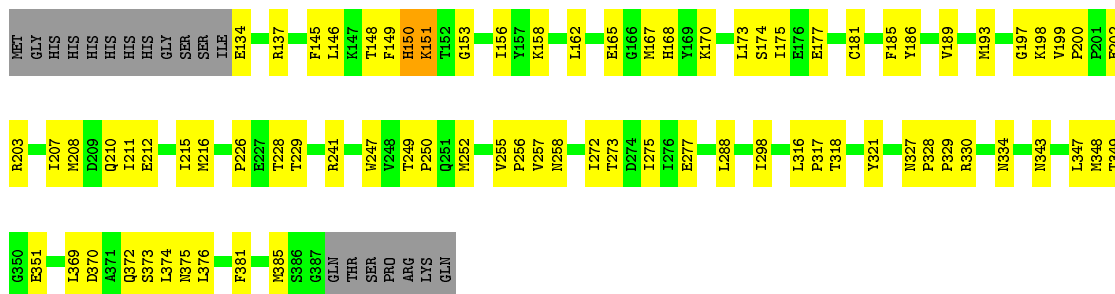 MET GLY HIS HIS HIS HIS HIS HIS GLY SER SER ILE E134 R137 F145 L146 K147 T148 F149 H150 K151 T152 G153 I156 Y157 K158 L162 E165 G166 M167 H168 Y169 K170 L173 S174 I175 E176 E177 C181 F185 Y186 V189 M193 G197 K198 V199 P200 P201
R203 I207 M208 D209 Q210 I211 E212 I215 M216 P226 E227 T228 T229 R241 W247 V248 T249 P250 Q251 M252 V255 P256 V257 N258 I272 T273 D274 I275 I276 E277 L288 I298 L316 P317 T318 Y321 N327 P328 P329 R330 N334 N343 L347 M348
G350 E351 L369 D370 A371 Q372 S373 L374 N375 L376 F381 M385 S386 G387 GLN THR SER PRO ARG LYS GLN